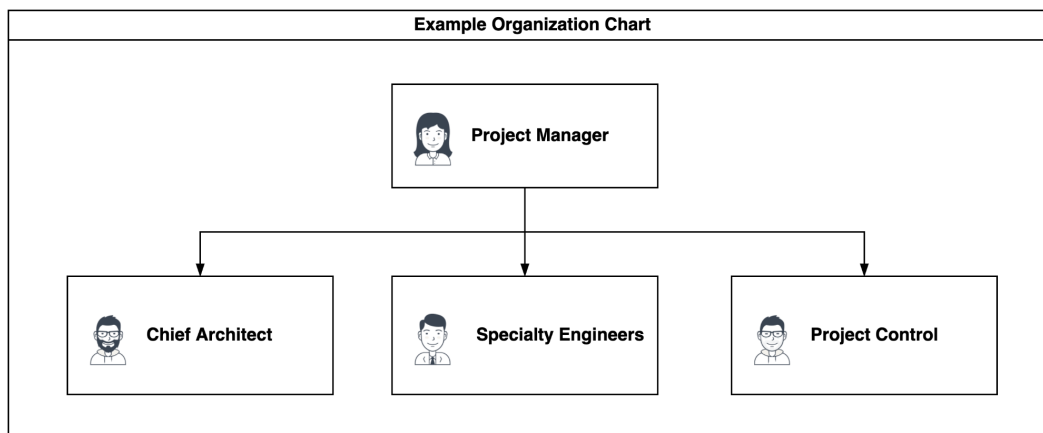 Example Organization Chart
Project Manager
Chief Architect
Specialty Engineers
Project Control